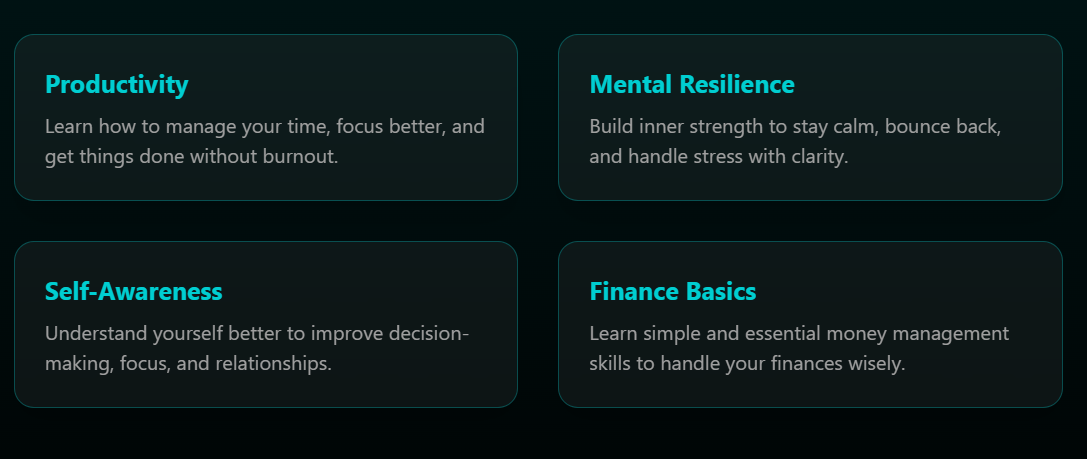 Productivity
Learn how to manage your time, focus better, and
get things done without burnout.
Mental Resilience
Build inner strength to stay calm, bounce back,
and handle stress with clarity.
Self-Awareness
Understand yourself better to improve decision-
making, focus, and relationships.
Finance Basics
Learn simple and essential money management
skills to handle your finances wisely.